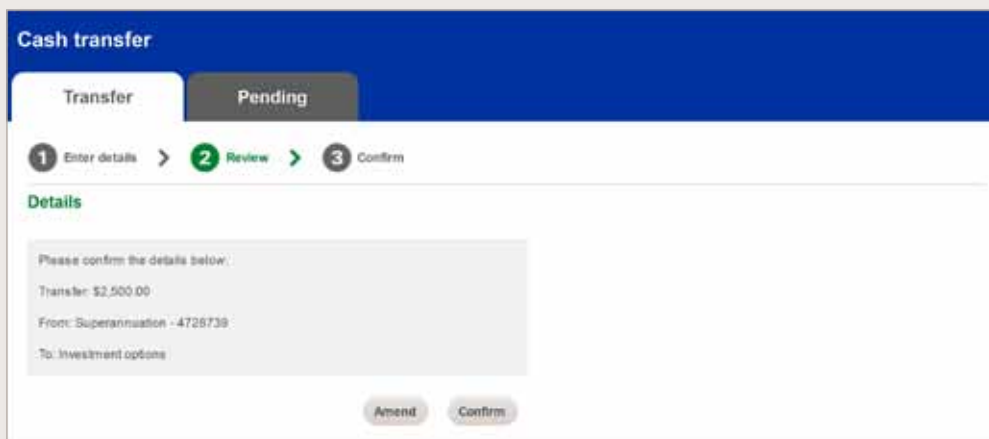 Cash transfer
Transfer Pending
1 Enter details > 2 Review > 3 Confirm
Details
Please confirm the details below.
Transfer: $2,500.00
From: Superannuation - 4728739
To: Investment options
Amend Confirm